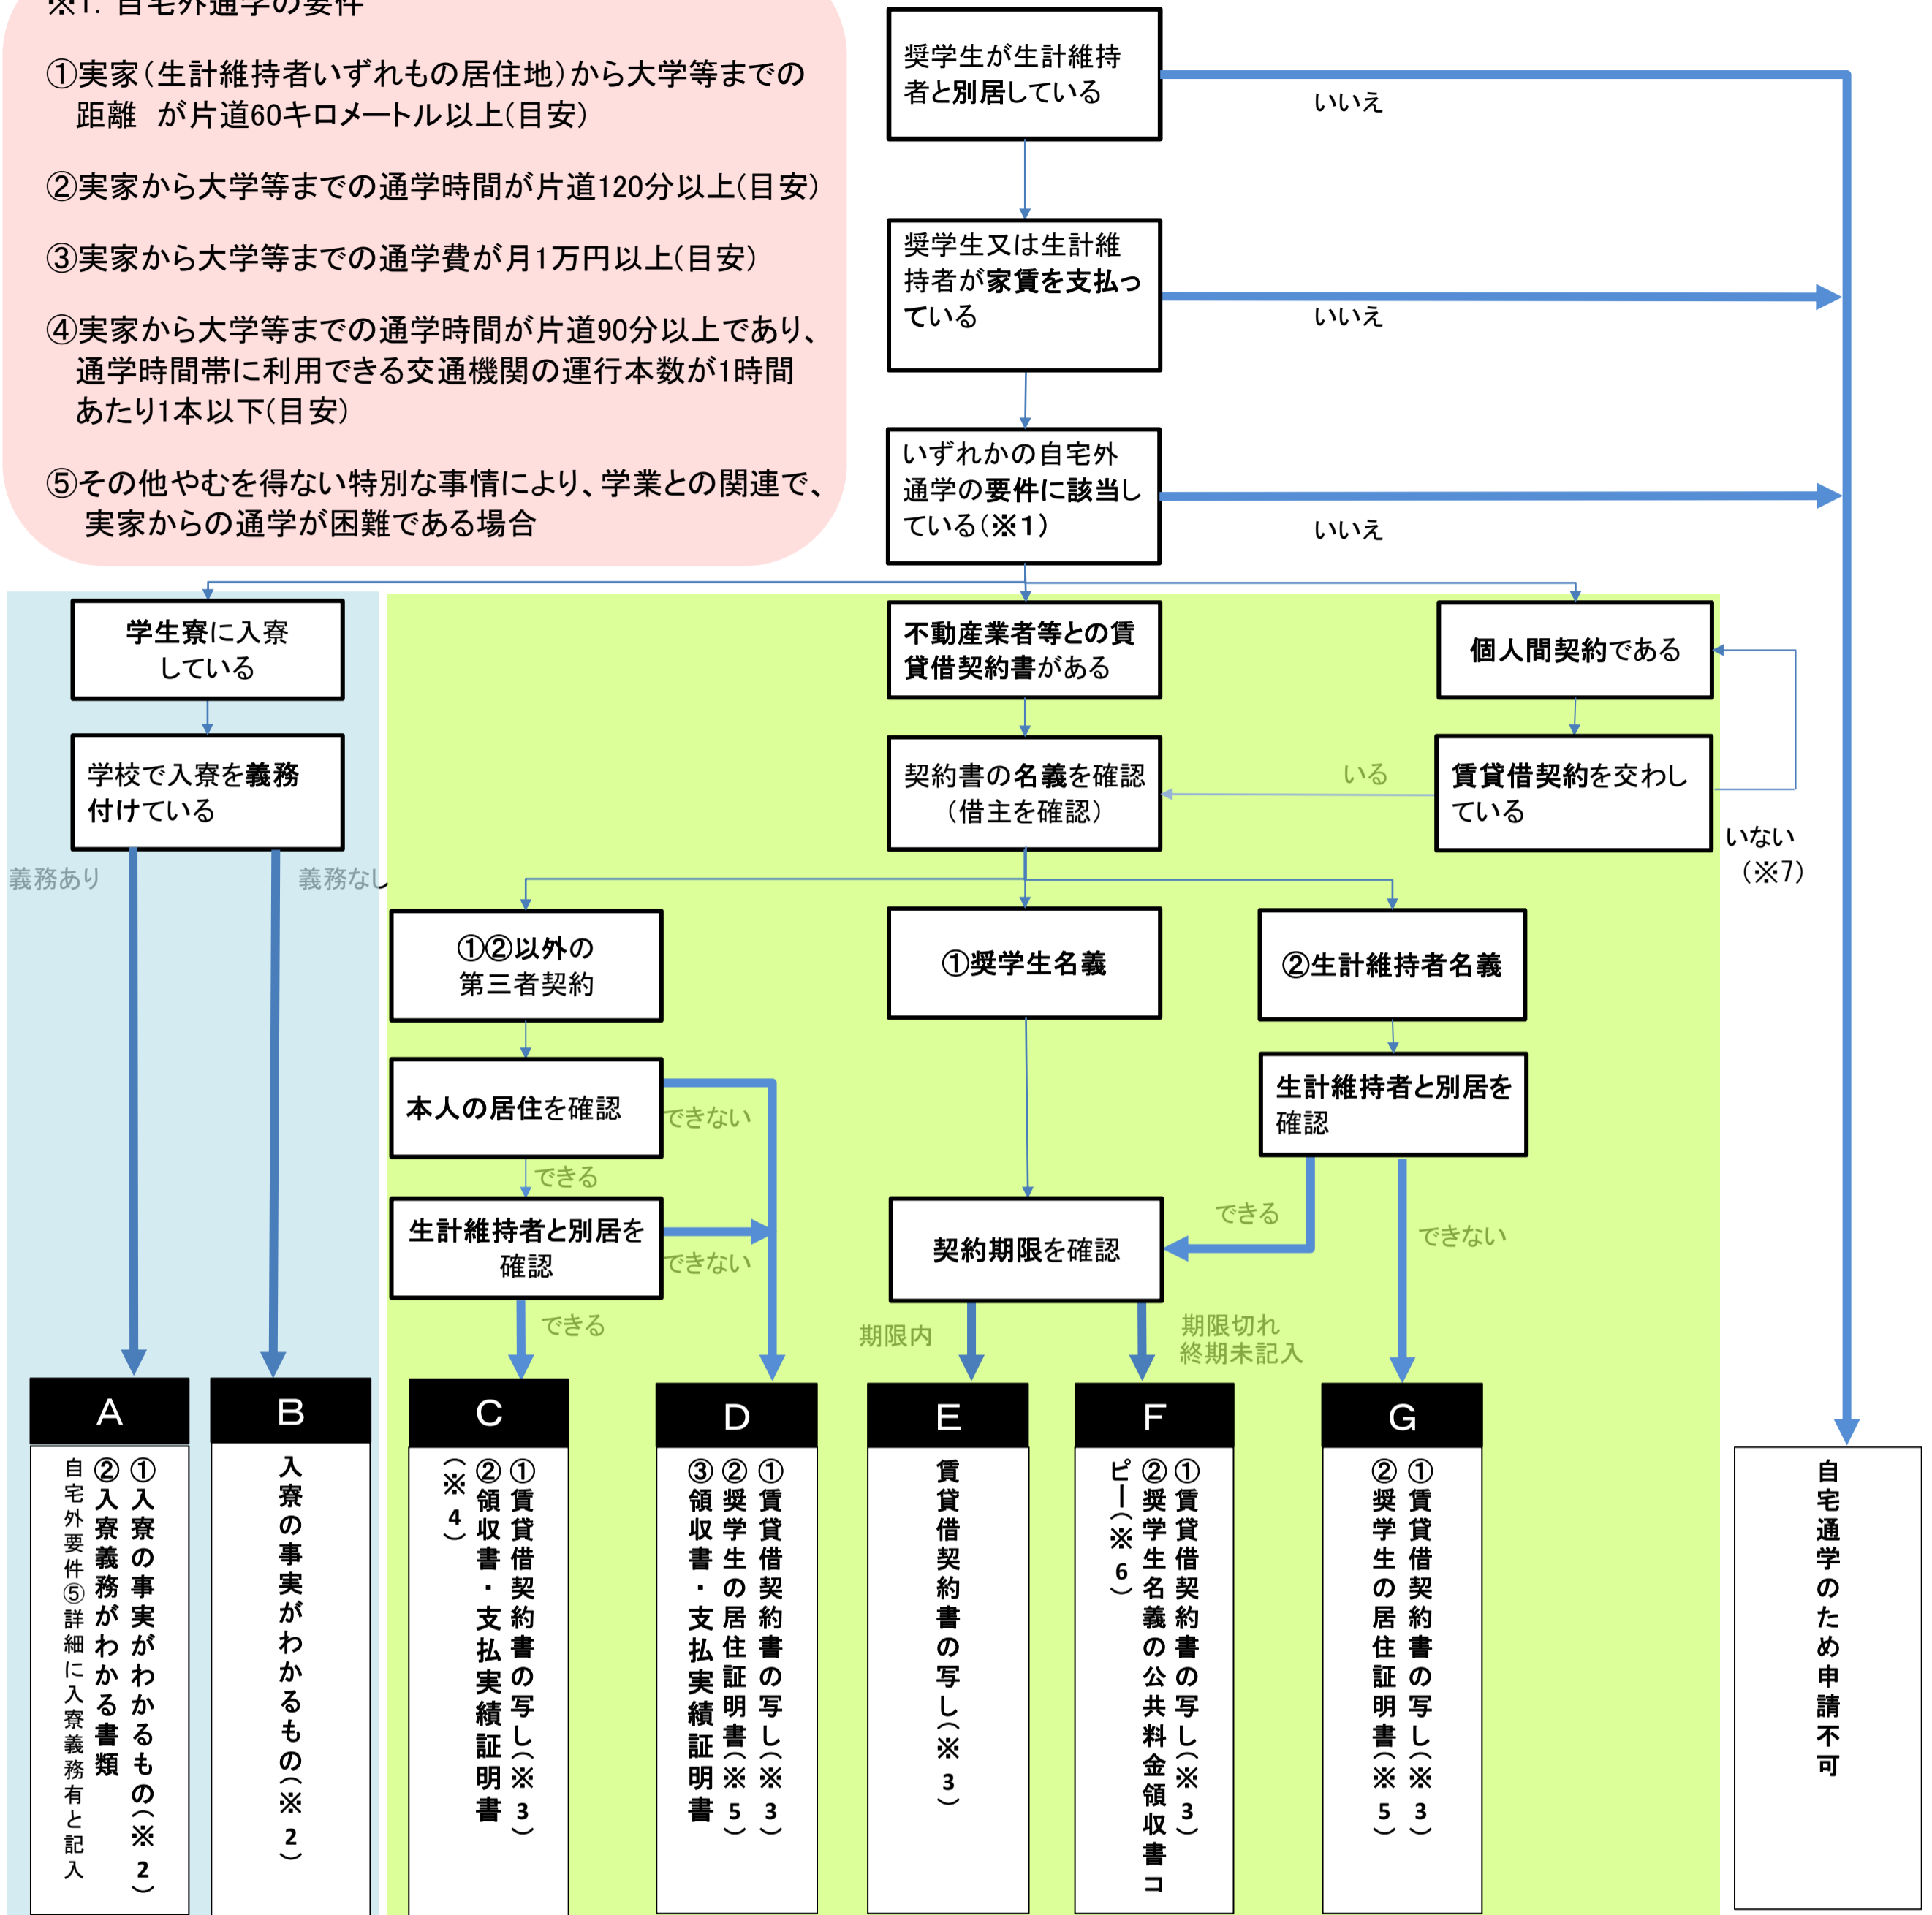 ※1. 自宅外通学の要件
①実家(生計維持者いずれもの居住地)から大学等までの
距離 が片道60キロメートル以上(目安)
②実家から大学等までの通学時間が片道120分以上(目安)
③実家から大学等までの通学費が月1万円以上(目安)
④実家から大学等までの通学時間が片道90分以上であり、
通学時間帯に利用できる交通機関の運行本数が1時間
あたり1本以下(目安)
⑤その他やむを得ない特別な事情により、学業との関連で、
実家からの通学が困難である場合
奨学生が生計維持
者と別居している
いいえ
奨学生又は生計維
持者が家賃を支払っ
ている
いいえ
いずれかの自宅外
通学の要件に該当し
ている(※1)
いいえ
学生寮に入寮
している
不動産業者等との賃
貸借契約書がある
個人間契約である
学校で入寮を義務
付けている
契約書の名義を確認
(借主を確認)
いる
賃貸借契約を交わし
ている
いない
(※7)
義務あり
義務なし
①②以外の
第三者契約
①奨学生名義
②生計維持者名義
本人の居住を確認
できない
生計維持者と別居を
確認
できる
生計維持者と別居を
確認
できない
契約期限を確認
できる
できない
できる
期限内
期限切れ
終期未記入
A
①入寮の事実がわかるもの(※2)
②入寮義務がわかる書類
自宅外要件⑤詳細に入寮義務有と記入
B
入寮の事実がわかるもの(※2)
C
①賃貸借契約書の写し(※3)
②領収書・支払実績証明書
(※4)
D
①賃貸借契約書の写し(※3)
②奨学生の居住証明書(※5)
③領収書・支払実績証明書
E
賃貸借契約書の写し(※3)
F
①賃貸借契約書の写し(※3)
②奨学生名義の公共料金領収書コ
ピー(※6)
G
①賃貸借契約書の写し(※3)
②奨学生の居住証明書(※5)
自宅通学のため申請不可